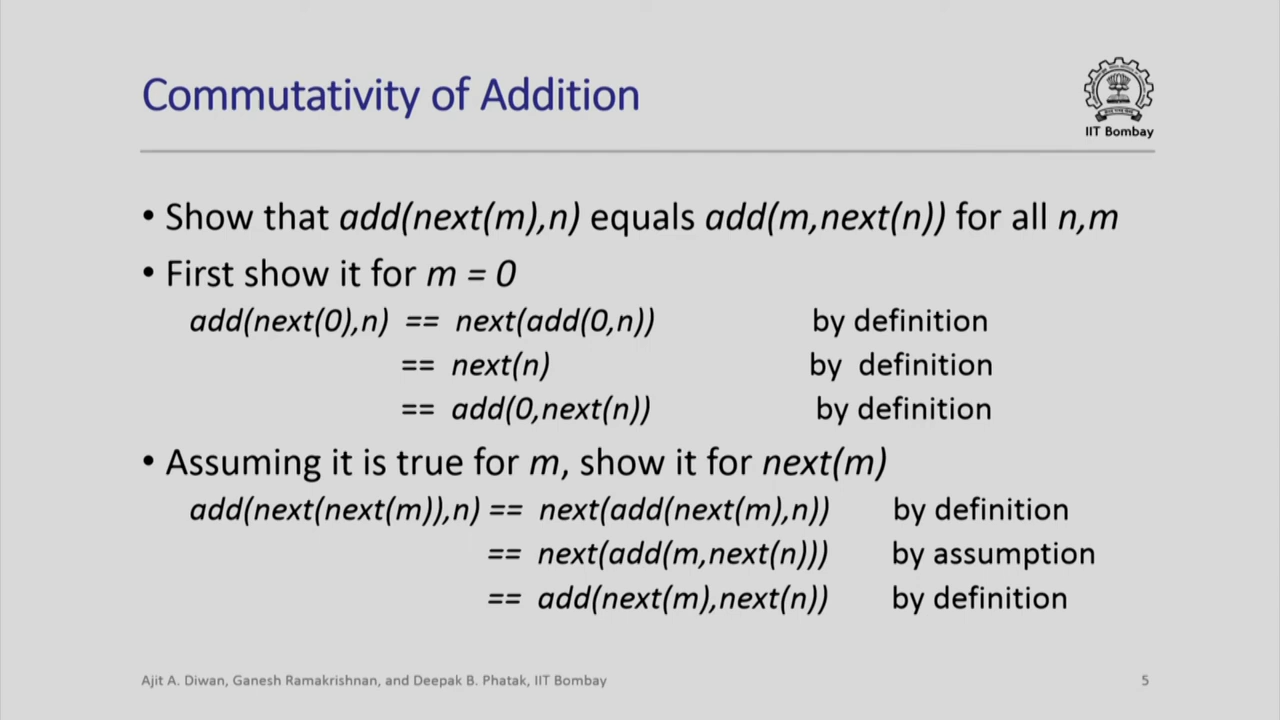 Commutativity of Addition
IIT Bombay
• Show that add(next(m),n) equals add(m,next(n)) for all n,m
• First show it for m = 0
add(next(0),n) == next(add(0,n)) by definition
== next(n) by definition
== add(0,next(n)) by definition
• Assuming it is true for m, show it for next(m)
add(next(next(m)),n) == next(add(next(m),n)) by definition
== next(add(m,next(n))) by assumption
== add(next(m),next(n)) by definition
Ajit A. Diwan, Ganesh Ramakrishnan, and Deepak B. Phatak, IIT Bombay 5